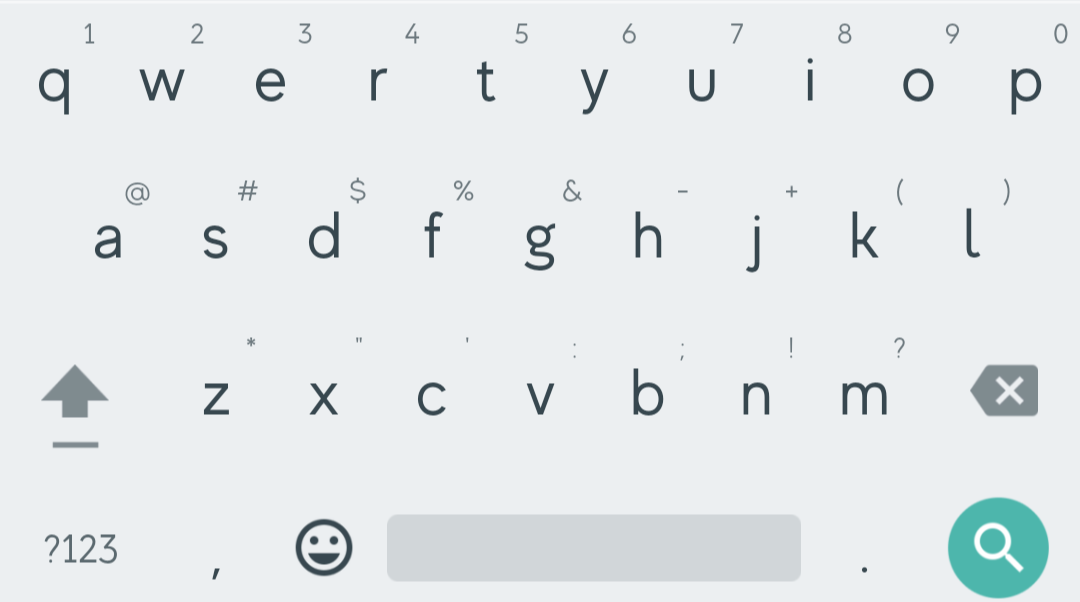 1 2 3 4 5 6 7 8 9 0
q w e r t y u i o p
@ # $ % & - + ( )
a s d f g h j k l
* " ' : ; ! ?
z x c v b n m
?123 , .